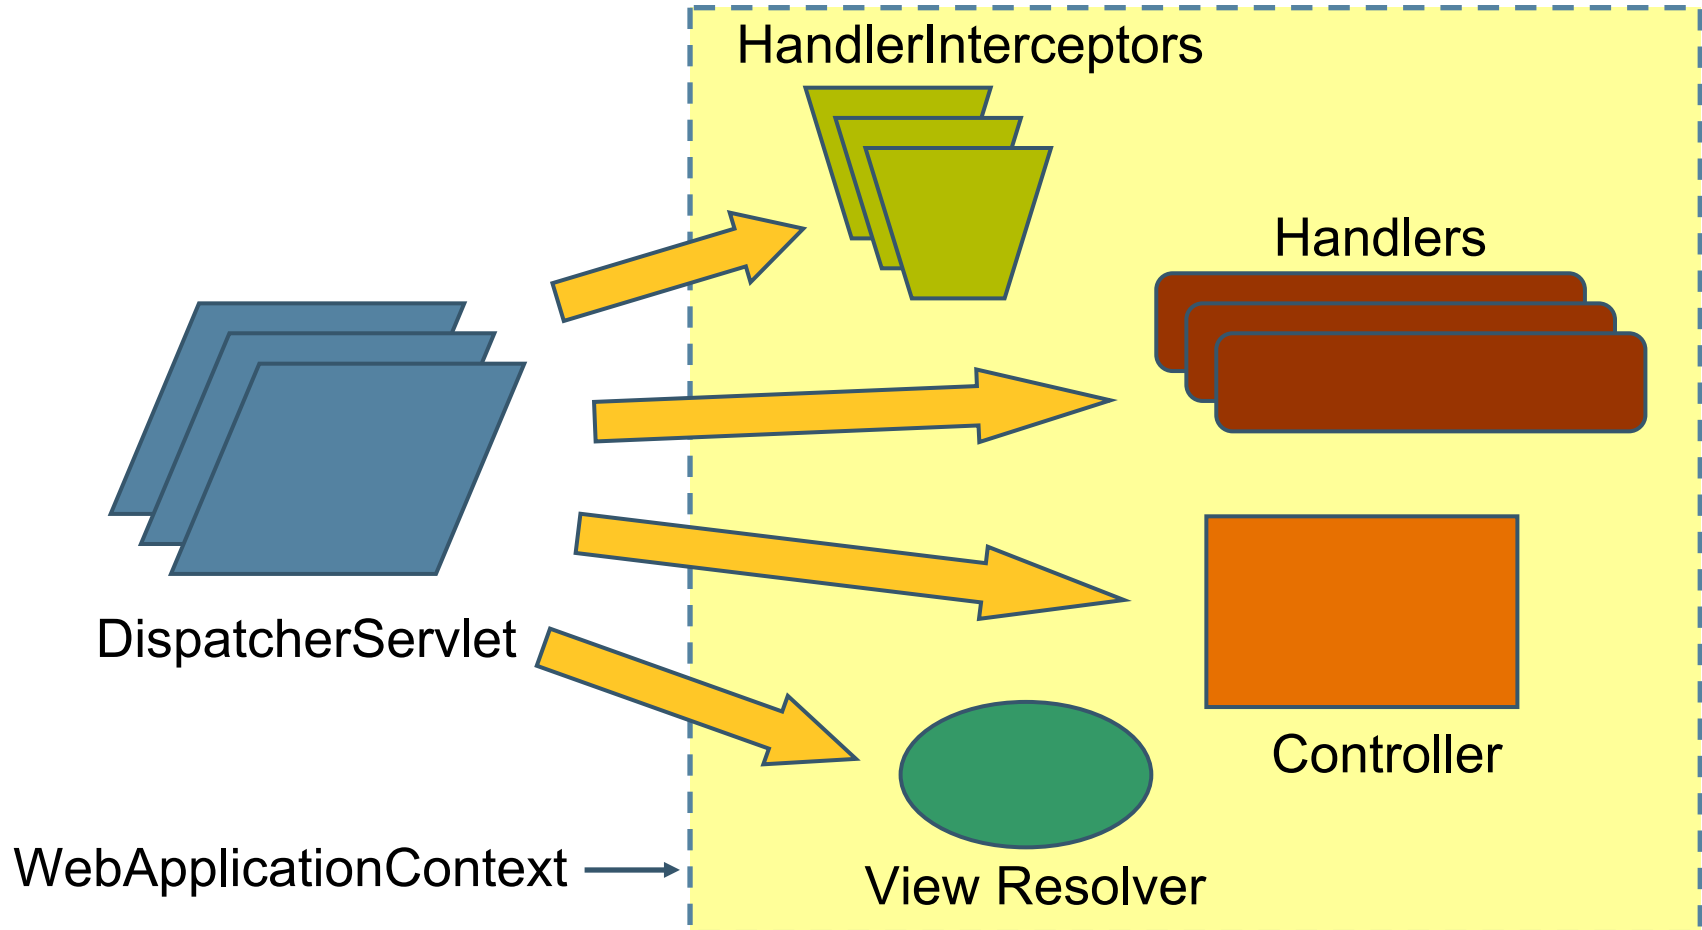 HandlerInterceptors
Handlers
DispatcherServlet
Controller
WebApplicationContext
View Resolver